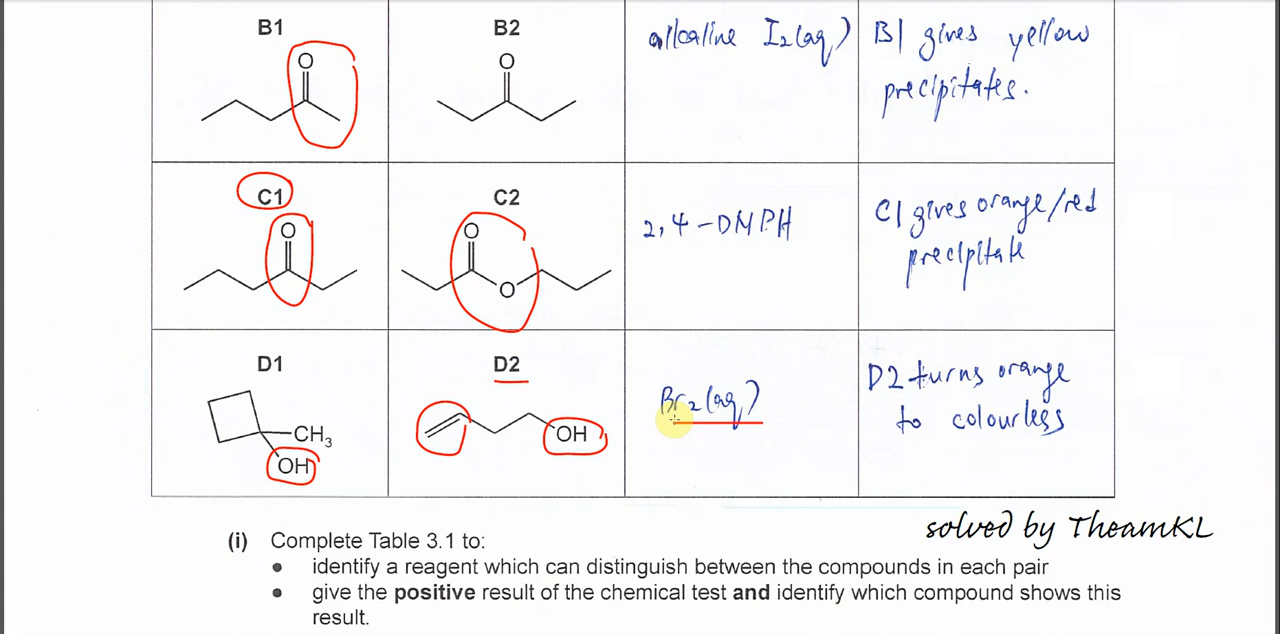 B1
B2
alkaline I2(aq)
B1 gives yellow
precipitates.
O
O
C1
C2
2,4-DNPH
C1 gives orange/red
precipitate
O
O
O
D1
D2
Br2(aq)
D2 turns orange
to colourless
CH3
OH
OH
solved by TheamKL
(i) Complete Table 3.1 to:
• identify a reagent which can distinguish between the compounds in each pair
• give the positive result of the chemical test and identify which compound shows this
result.